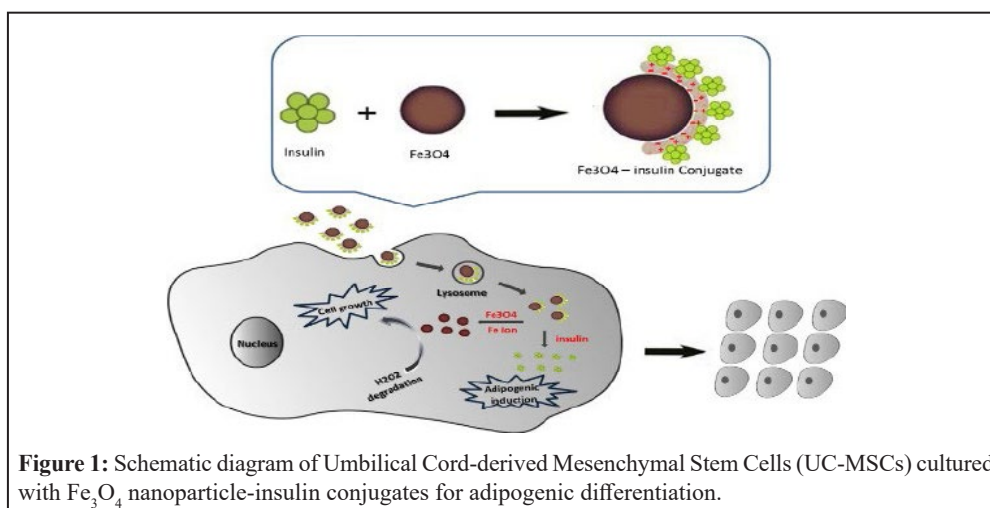 Insulin
+
Fe3O4
Fe3O4 – insulin Conjugate
Lysosome
Cell growth
Fe3O4
Fe Ion
Nucleus
insulin
H2O2
degradation
Adipogenic
induction
Figure 1: Schematic diagram of Umbilical Cord-derived Mesenchymal Stem Cells (UC-MSCs) cultured
with Fe₃O₄ nanoparticle-insulin conjugates for adipogenic differentiation.